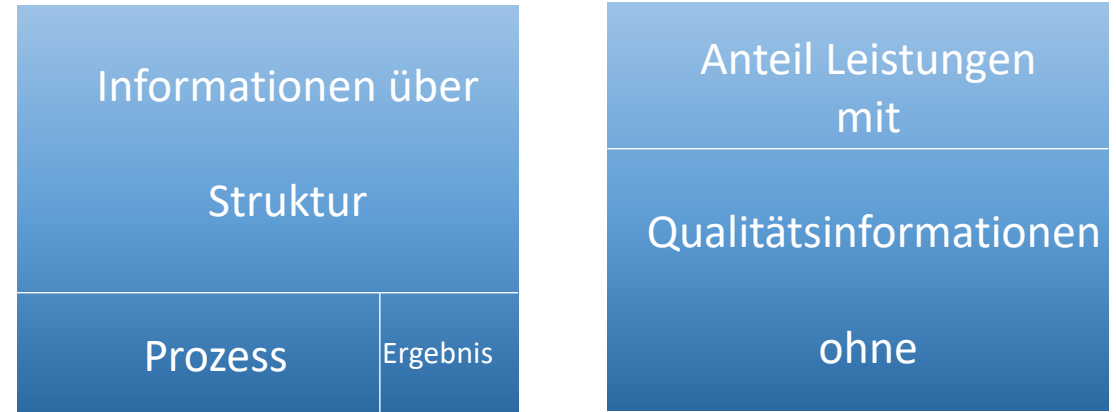 Informationen über
Struktur
Prozess
Ergebnis
Anteil Leistungen
mit
Qualitätsinformationen
ohne